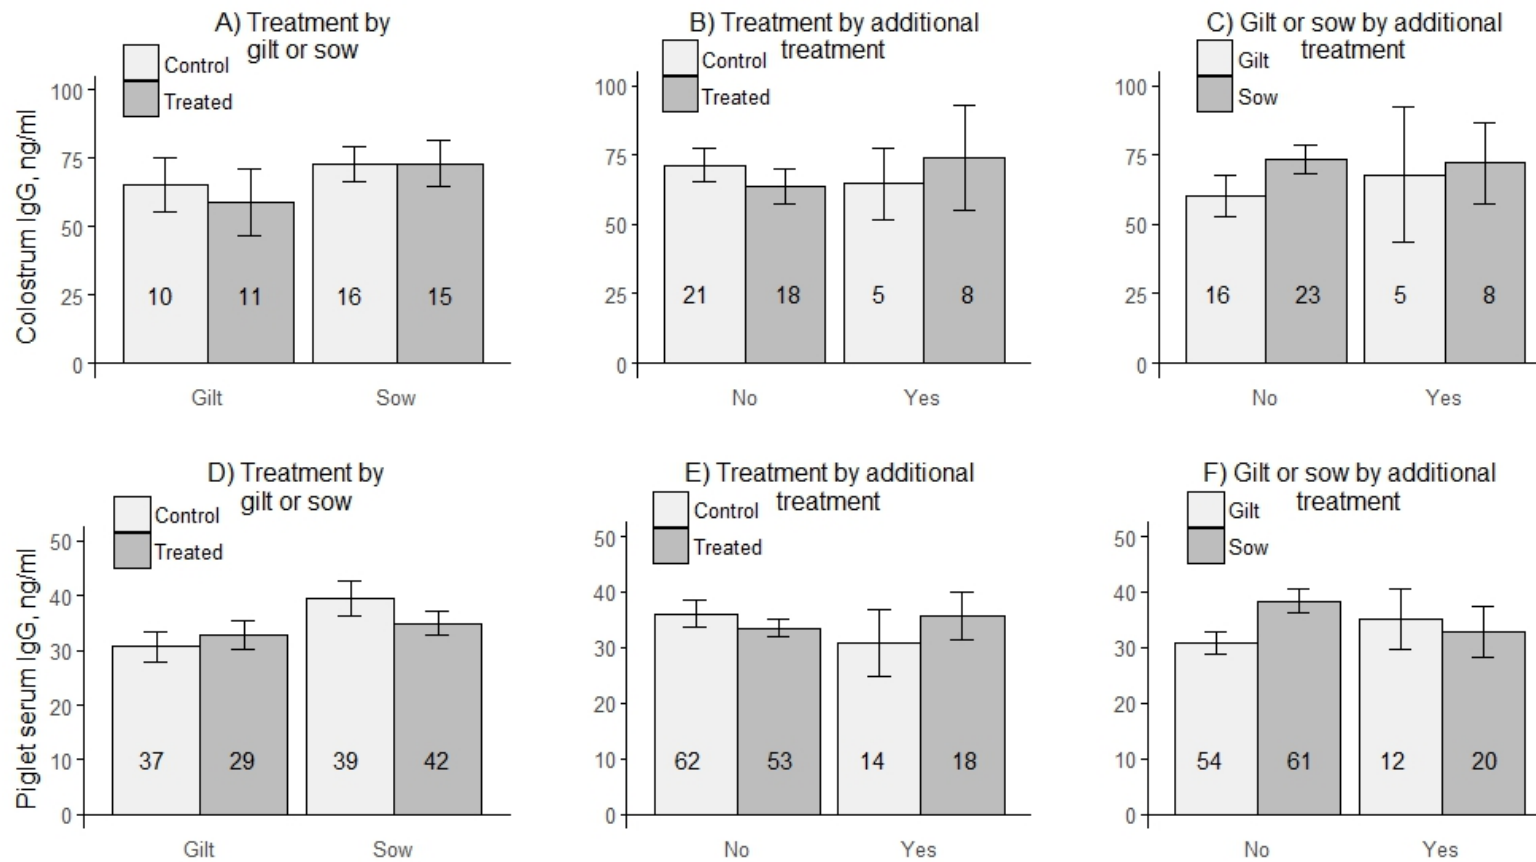 A) Treatment by
gilt or sow
Control
Treated
Colostrum IgG, ng/ml
100
75
50
25
0
10
11
16
15
Gilt
Sow
B) Treatment by additional
treatment
Control
Treated
100
75
50
25
0
21
18
5
8
No
Yes
C) Gilt or sow by additional
treatment
Gilt
Sow
100
75
50
25
0
16
23
5
8
No
Yes
D) Treatment by
gilt or sow
Control
Treated
Piglet serum IgG, ng/ml
50
40
30
20
10
0
37
29
39
42
Gilt
Sow
E) Treatment by additional
treatment
Control
Treated
50
40
30
20
10
0
62
53
14
18
No
Yes
F) Gilt or sow by additional
treatment
Gilt
Sow
50
40
30
20
10
0
54
61
12
20
No
Yes